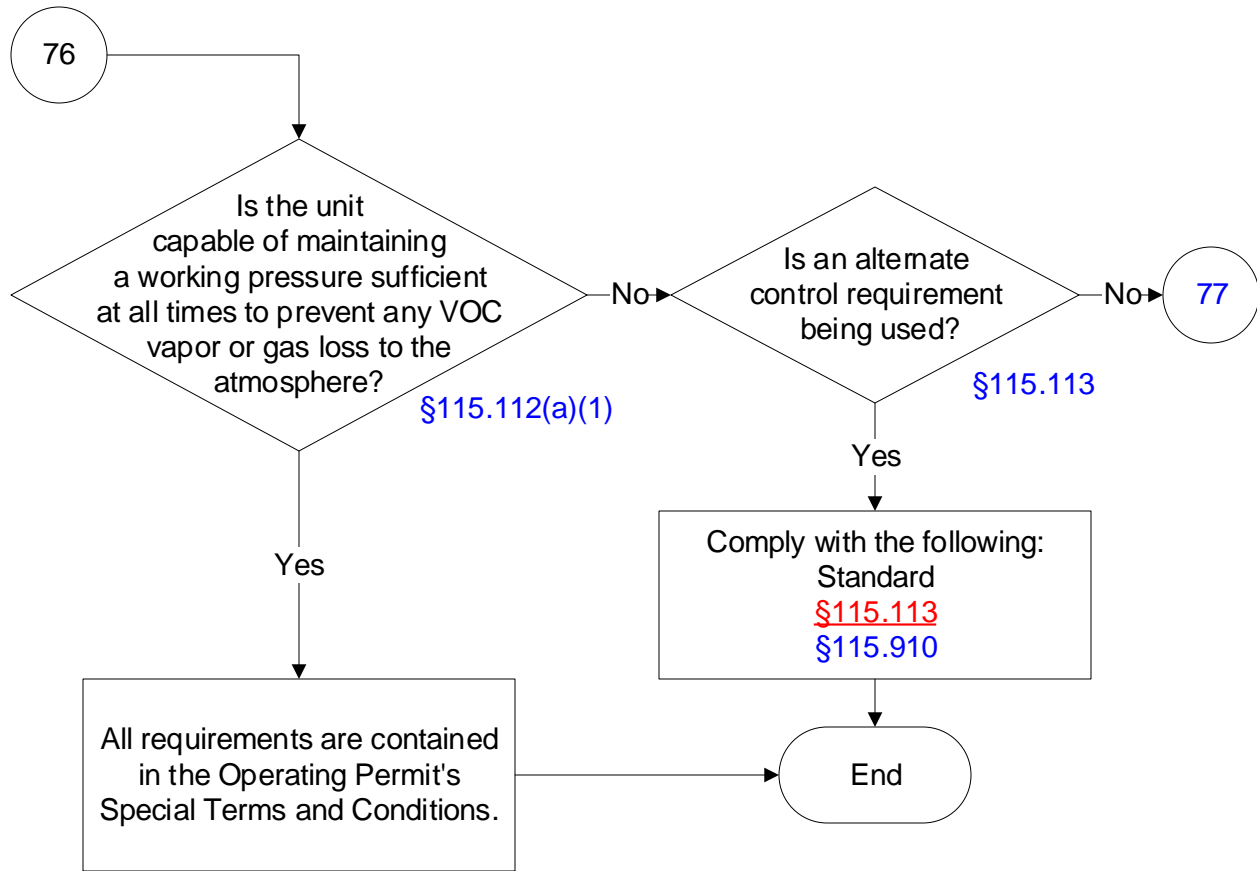 76
Is the unit
capable of maintaining
a working pressure sufficient
at all times to prevent any VOC
vapor or gas loss to the
atmosphere?
§115.112(a)(1)
No
Is an alternate
control requirement
being used?
§115.113
No
77
Yes
Yes
Comply with the following:
Standard
§115.113
§115.910
All requirements are contained
in the Operating Permit's
Special Terms and Conditions.
End